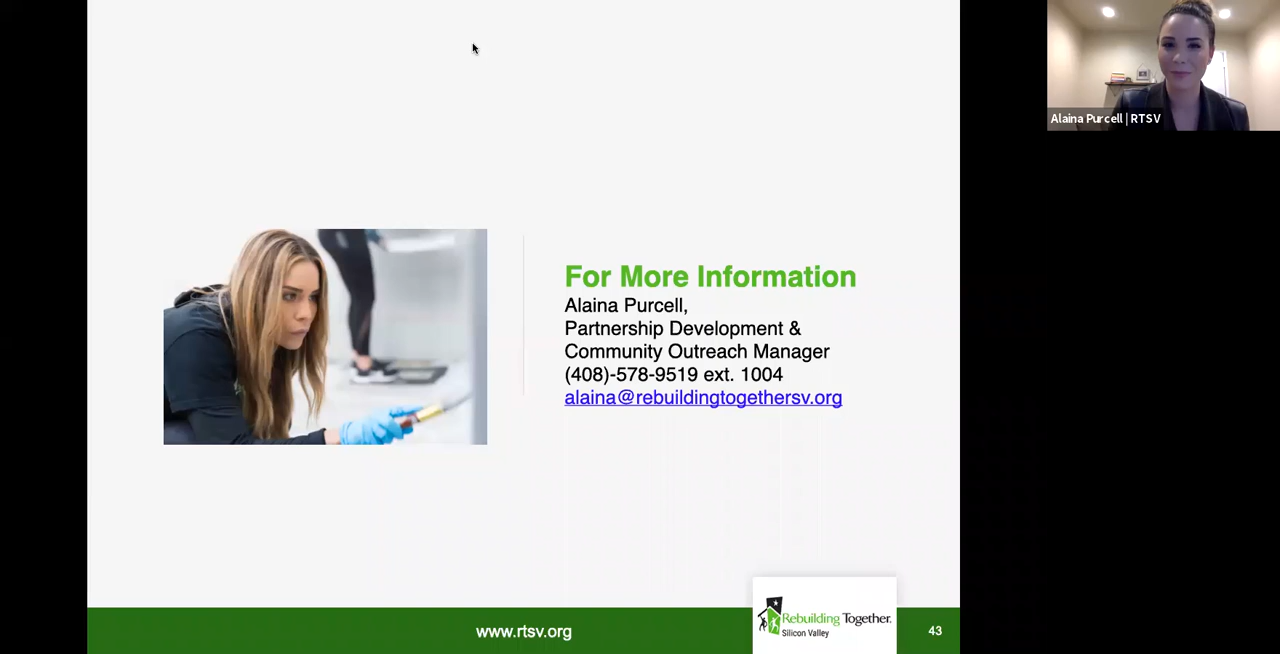 Alaina Purcell | RTSV
For More Information
Alaina Purcell,
Partnership Development &
Community Outreach Manager
(408)-578-9519 ext. 1004
alaina@rebuildingtogethersv.org
www.rtsv.org
Rebuilding Together.
Silicon Valley
43